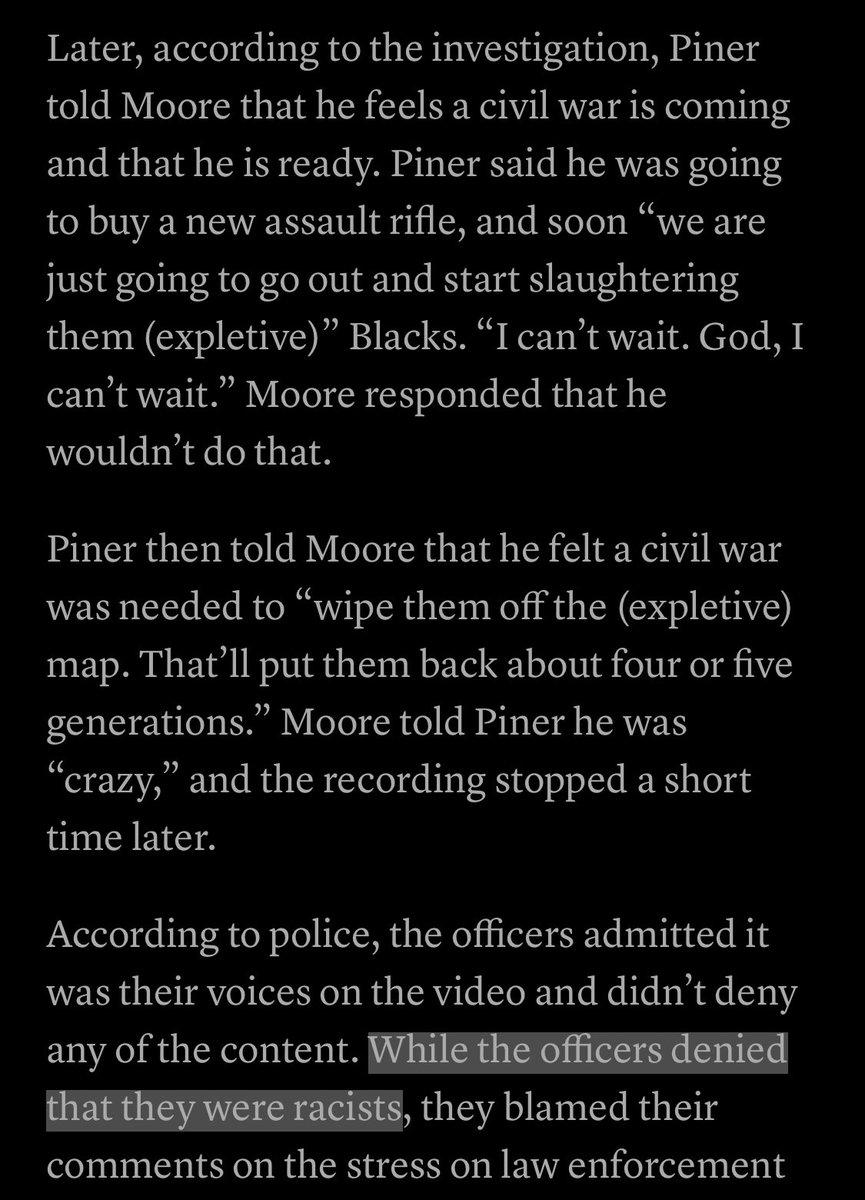 Later, according to the investigation, Piner
told Moore that he feels a civil war is coming
and that he is ready. Piner said he was going
to buy a new assault rifle, and soon “we are
just going to go out and start slaughtering
them (expletive)” Blacks. “I can’t wait. God, I
can’t wait.” Moore responded that he
wouldn’t do that.
Piner then told Moore that he felt a civil war
was needed to “wipe them off the (expletive)
map. That’ll put them back about four or five
generations.” Moore told Piner he was
“crazy,” and the recording stopped a short
time later.
According to police, the officers admitted it
was their voices on the video and didn’t deny
any of the content. While the officers denied
that they were racists, they blamed their
comments on the stress on law enforcement